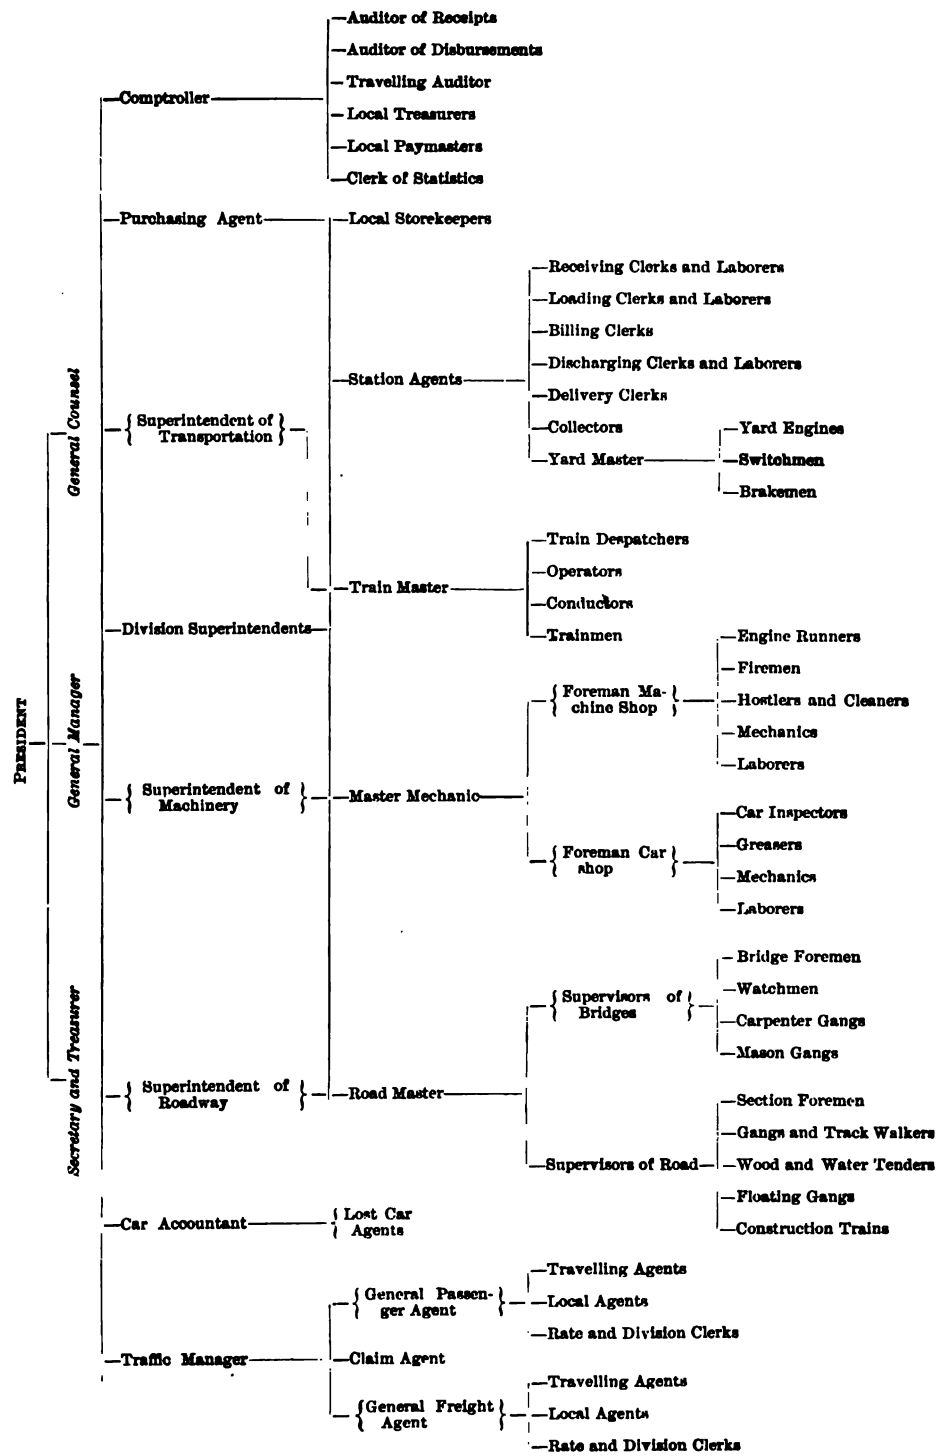 PRESIDENT
General Counsel
General Manager
Secretary and Treasurer
Comptroller
Auditor of Receipts
Auditor of Disbursements
Travelling Auditor
Local Treasurers
Local Paymasters
Clerk of Statistics
Purchasing Agent
Local Storekeepers
Superintendent of
Transportation
Station Agents
Receiving Clerks and Laborers
Loading Clerks and Laborers
Billing Clerks
Discharging Clerks and Laborers
Delivery Clerks
Collectors
Yard Master
Yard Engines
Switchmen
Brakemen
Train Master
Train Despatchers
Operators
Conductors
Trainmen
Division Superintendents
Superintendent of
Machinery
Master Mechanic
Foreman Ma-
chine Shop
Engine Runners
Firemen
Hostlers and Cleaners
Mechanics
Laborers
Foreman Car
shop
Car Inspectors
Greasers
Mechanics
Laborers
Superintendent of
Roadway
Road Master
Supervisors of
Bridges
Bridge Foremen
Watchmen
Carpenter Gangs
Mason Gangs
Supervisors of Road
Section Foremen
Gangs and Track Walkers
Wood and Water Tenders
Floating Gangs
Construction Trains
Car Accountant
Lost Car
Agents
Traffic Manager
General Passen-
ger Agent
Travelling Agents
Local Agents
Rate and Division Clerks
Claim Agent
General Freight
Agent
Travelling Agents
Local Agents
Rate and Division Clerks